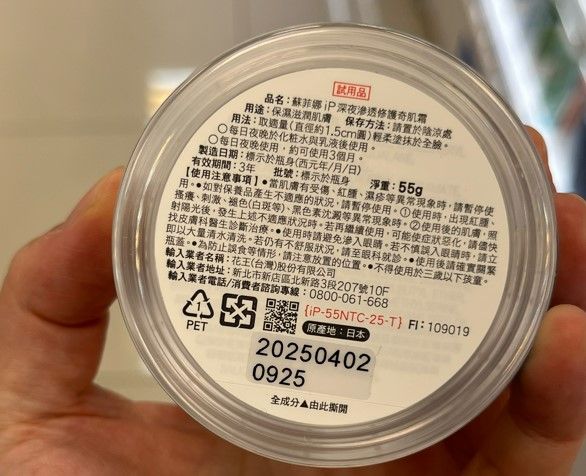 試用品
品名：蘇菲娜 iP深夜滲透修護奇肌霜
用途：保濕滋潤肌膚　保存方法：請置於陰涼處
用法：取適量(直徑約1.5cm圓)輕柔塗抹於全臉。
○每日夜晚於化粧水與乳液後使用。
○每日夜晚使用，約可使用3個月。
製造日期：標示於瓶身(西元年/月/日)
有效期間：3年　批號：標示於瓶身　淨重：55g
【使用注意事項】●當肌膚有受傷、紅腫、濕疹等異常現象時，請暫停使
用。●如對保養品產生不適應的狀況，請暫停使用。①使用時，出現紅腫、
搔癢、刺激、褪色(白斑等)、黑色素沈澱等異常現象時。②使用後的肌膚，照
射陽光後，發生上述不適應狀況時。若再繼續使用，可能使症狀惡化，請儘快
找皮膚科醫生診斷治療。●使用時請避免滲入眼睛。若不慎誤入眼睛時，請立
即以大量清水清洗。若仍有不舒服狀況，請至眼科就診。●使用後請確實關緊
瓶蓋。●為防止誤食等情形，請注意放置的位置。●不得使用於三歲以下孩童。
輸入業者名稱：花王(台灣)股份有限公司
輸入業者地址：新北市新店區北新路3段207號10F
輸入業者電話/消費者諮詢專線：0800-061-668
PET
{iP-55NTC-25-T} FI：109019
原產地：日本
20250402
0925
全成分▲由此撕開